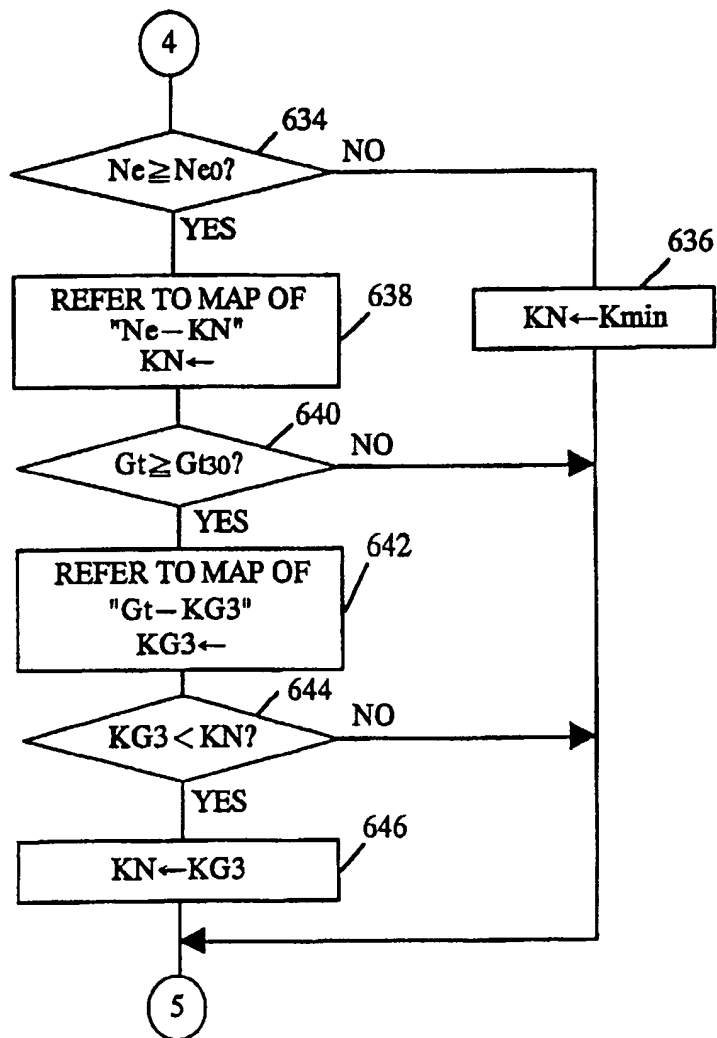 4
634
Ne≧Ne0?
NO
YES
636
REFER TO MAP OF
"Ne−KN"
KN←
638
KN←Kmin
640
Gt≧Gt30?
NO
YES
REFER TO MAP OF
"Gt−KG3"
KG3←
642
644
KG3<KN?
NO
YES
646
KN←KG3
5